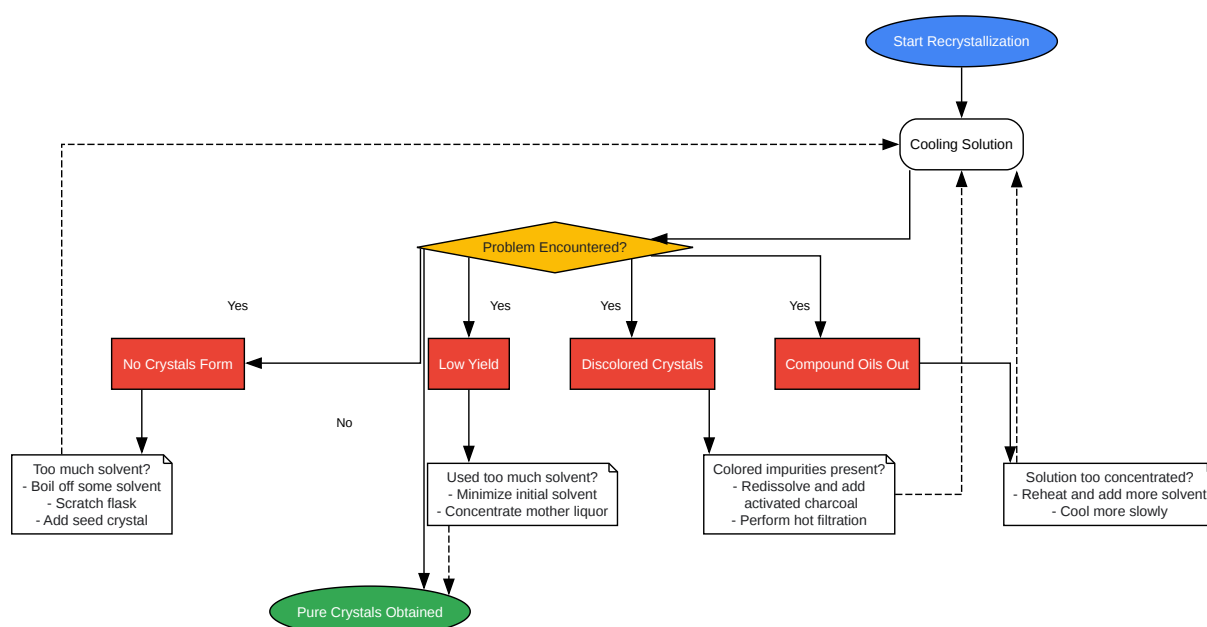 Start Recrystallization
Cooling Solution
Problem Encountered?
Yes
Yes
Yes
Yes
No Crystals Form
Low Yield
Discolored Crystals
Compound Oils Out
No
Too much solvent?
- Boil off some solvent
- Scratch flask
- Add seed crystal
Used too much solvent?
- Minimize initial solvent
- Concentrate mother liquor
Colored impurities present?
- Redissolve and add
activated charcoal
- Perform hot filtration
Solution too concentrated?
- Reheat and add more solvent
- Cool more slowly
Pure Crystals Obtained